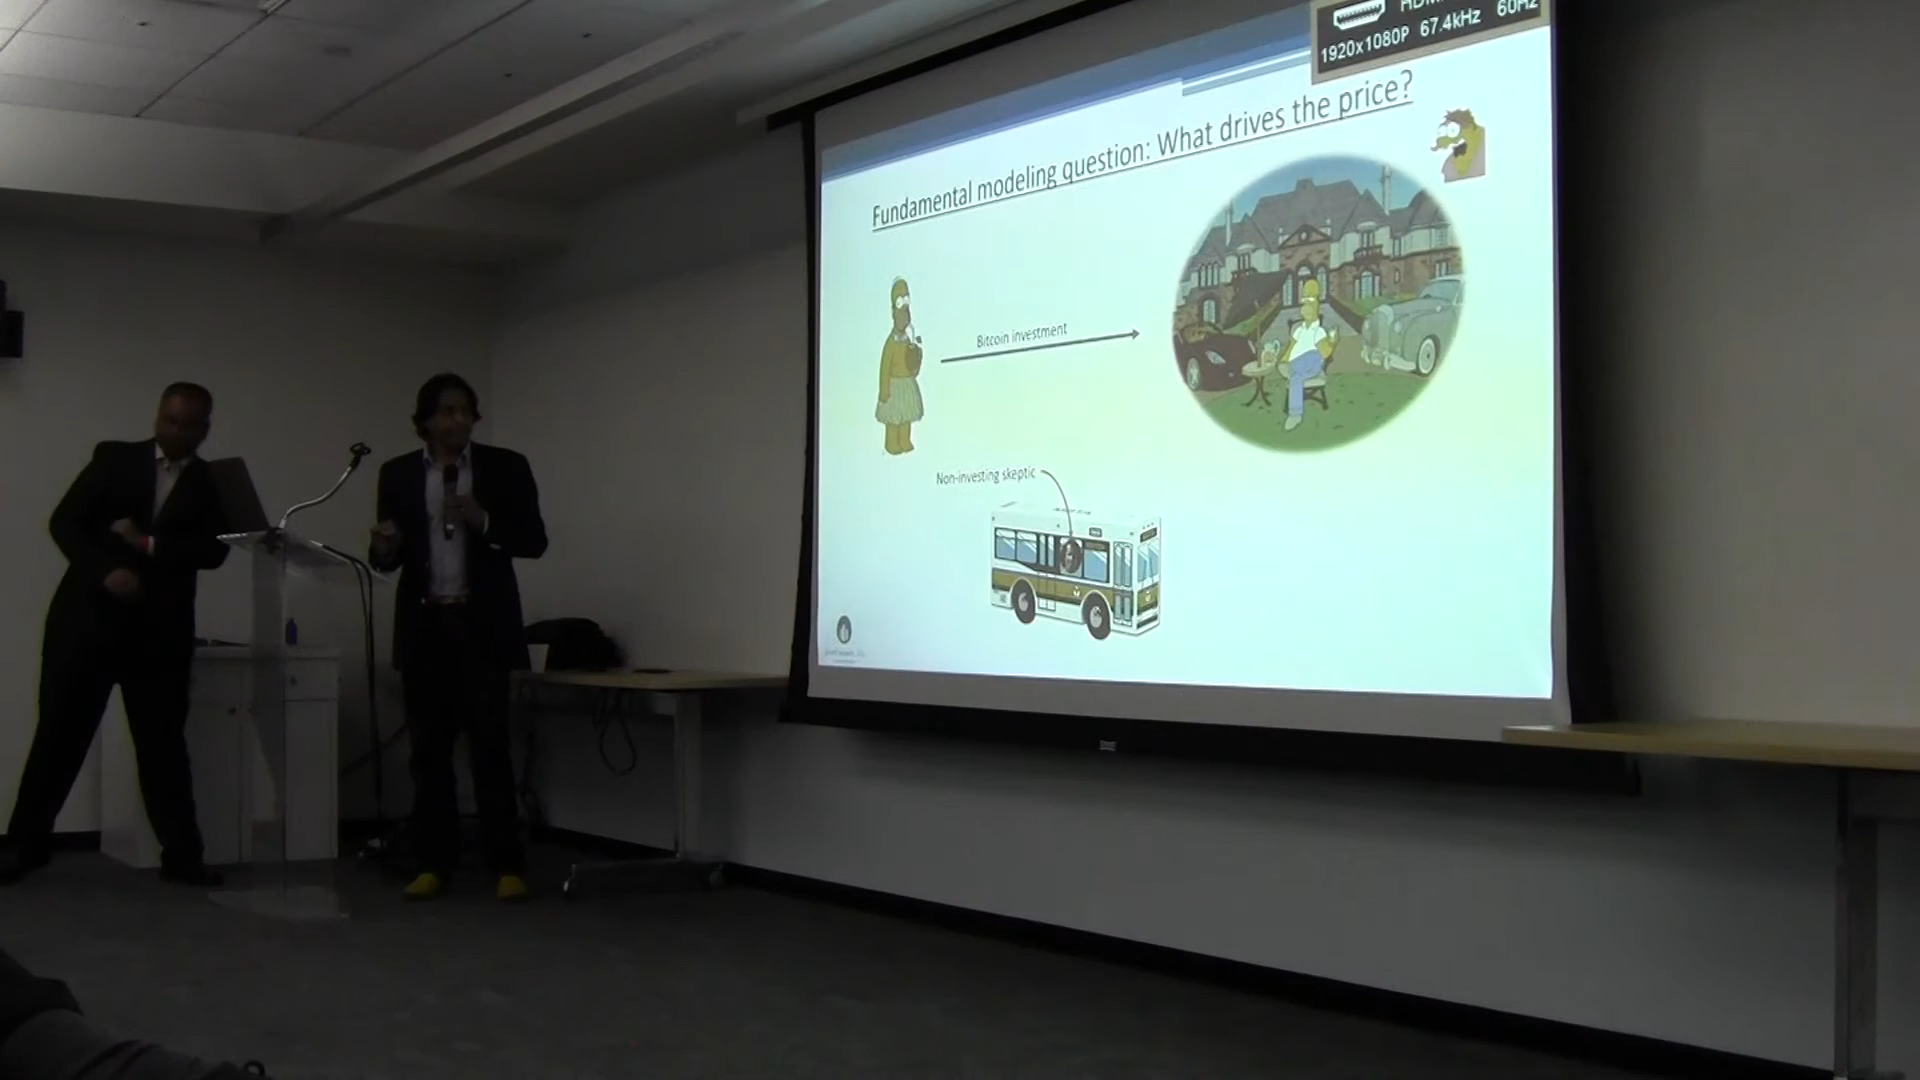 1920x1080P 67.4kHz 60Hz
Fundamental modeling question: What drives the price?
Bitcoin investment
Non-investing skeptic